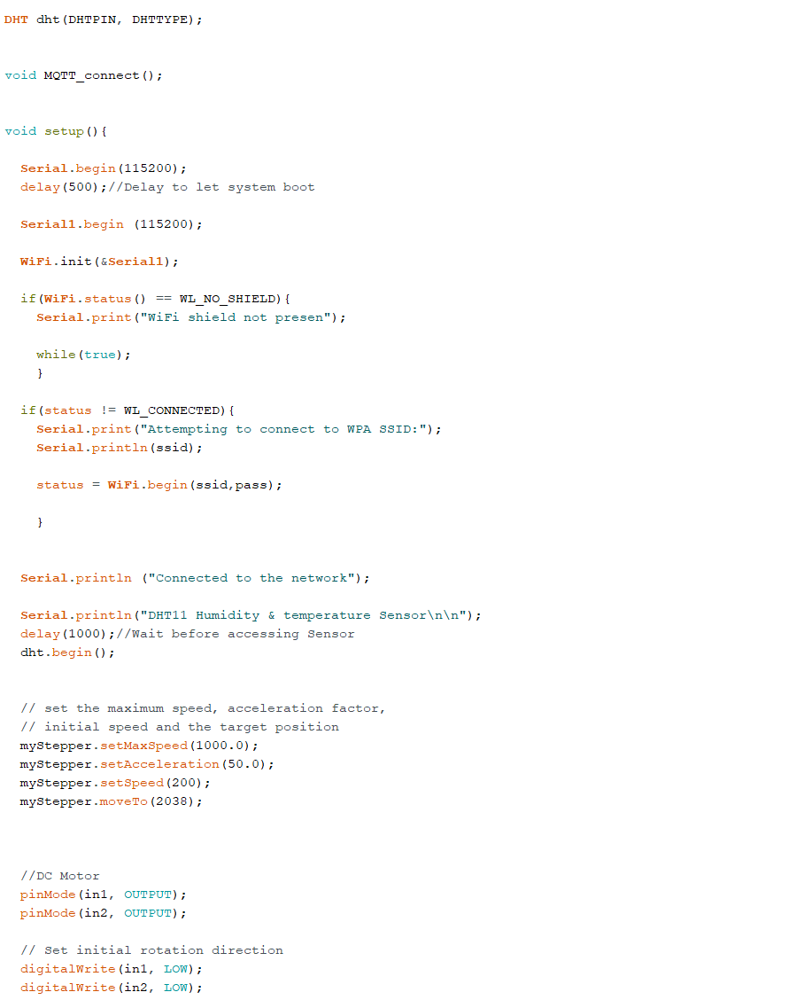 DHT dht(DHTPIN, DHTTYPE);
void MQTT_connect();
void setup(){
Serial.begin(115200);
delay(500);//Delay to let system boot
Serial1.begin (115200);
WiFi.init(&Serial1);
if(WiFi.status() == WL_NO_SHIELD){
Serial.print("WiFi shield not presen");
while(true);
}
if(status != WL_CONNECTED){
Serial.print("Attempting to connect to WPA SSID:");
Serial.println(ssid);
status = WiFi.begin(ssid,pass);
}
Serial.println ("Connected to the network");
Serial.println("DHT11 Humidity & temperature Sensor\n\n");
delay(1000);//Wait before accessing Sensor
dht.begin();
// set the maximum speed, acceleration factor,
// initial speed and the target position
myStepper.setMaxSpeed(1000.0);
myStepper.setAcceleration(50.0);
myStepper.setSpeed(200);
myStepper.moveTo(2038);
//DC Motor
pinMode(in1, OUTPUT);
pinMode(in2, OUTPUT);
// Set initial rotation direction
digitalWrite(in1, LOW);
digitalWrite(in2, LOW);